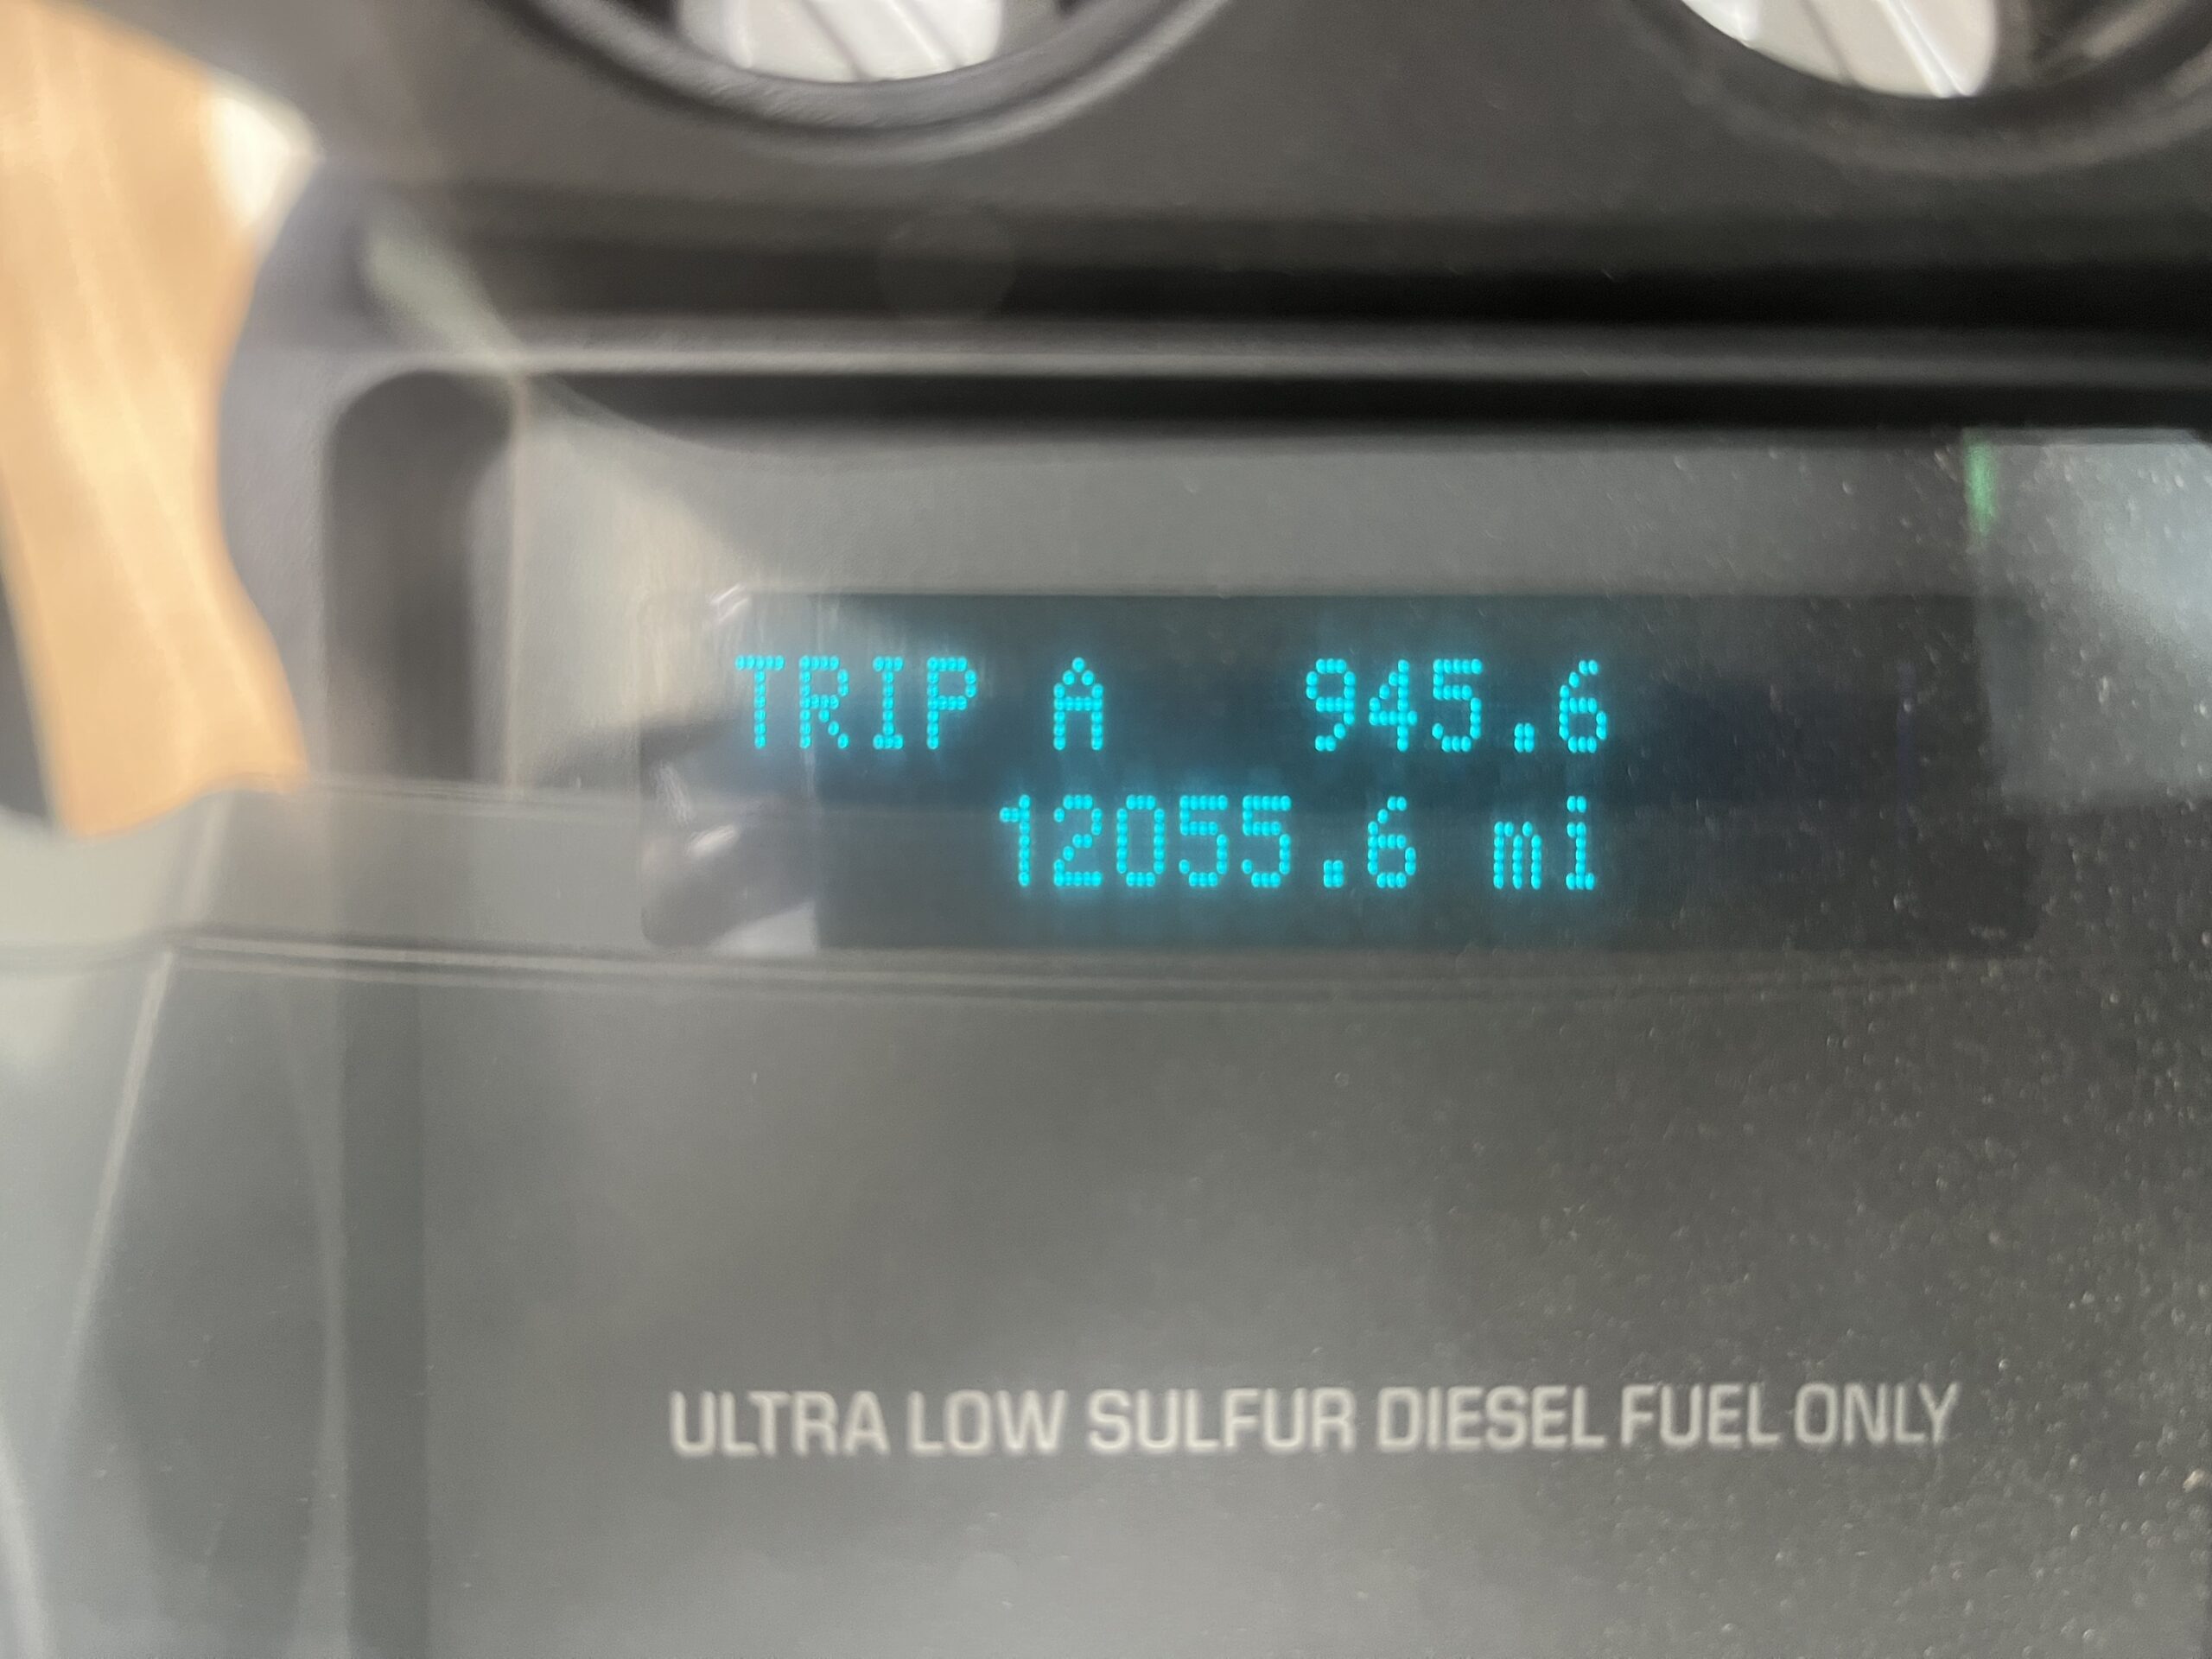 TRIP A 945.6
12055.6 mi
ULTRA LOW SULFUR DIESEL FUEL ONLY